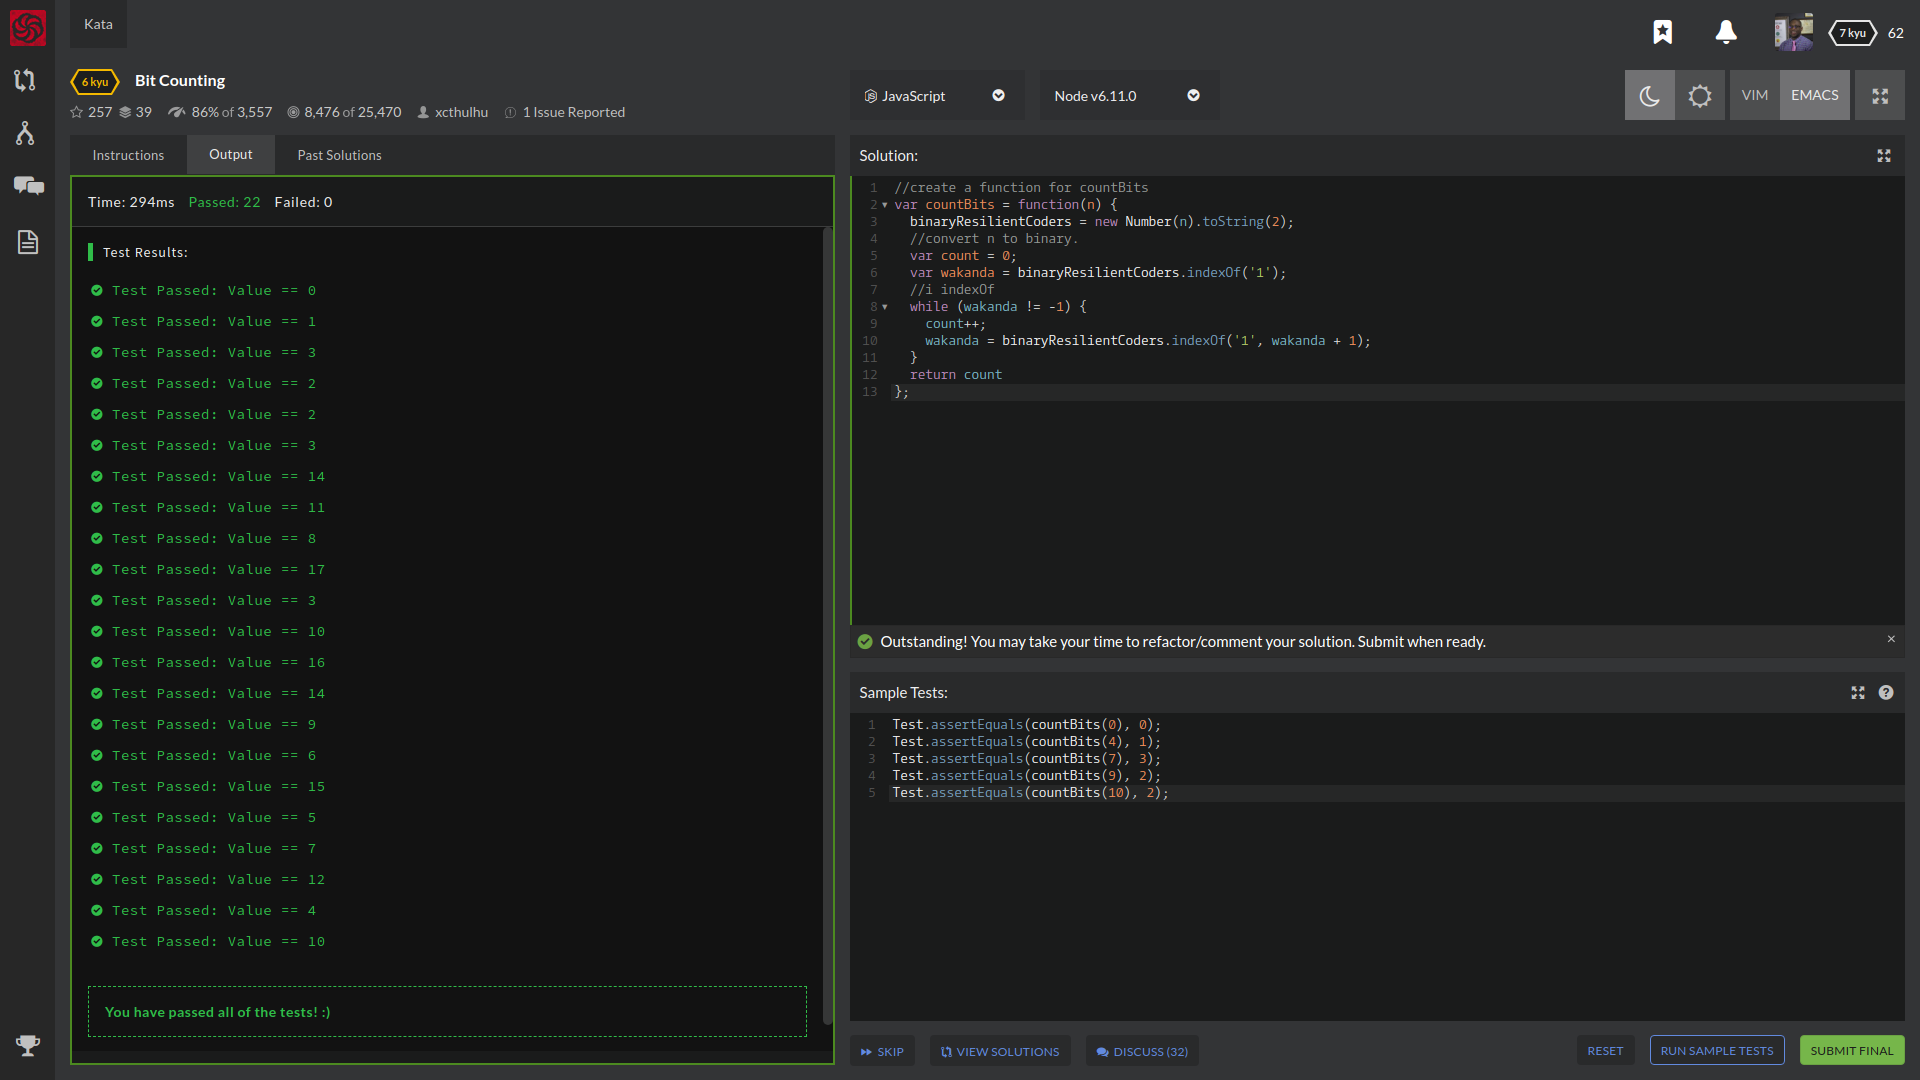 Kata
7 kyu
62
6 kyu
Bit Counting
257 39 86% of 3,557 8,476 of 25,470 xcthulhu 1 Issue Reported
JavaScript
Node v6.11.0
VIM
EMACS
Instructions
Output
Past Solutions
Time: 294ms Passed: 22 Failed: 0
Test Results:
Test Passed: Value == 0
Test Passed: Value == 1
Test Passed: Value == 3
Test Passed: Value == 2
Test Passed: Value == 2
Test Passed: Value == 3
Test Passed: Value == 14
Test Passed: Value == 11
Test Passed: Value == 8
Test Passed: Value == 17
Test Passed: Value == 3
Test Passed: Value == 10
Test Passed: Value == 16
Test Passed: Value == 14
Test Passed: Value == 9
Test Passed: Value == 6
Test Passed: Value == 15
Test Passed: Value == 5
Test Passed: Value == 7
Test Passed: Value == 12
Test Passed: Value == 4
Test Passed: Value == 10
You have passed all of the tests! :)
Solution:
1 //create a function for countBits
2 var countBits = function(n) {
3 binaryResilientCoders = new Number(n).toString(2);
4 //convert n to binary.
5 var count = 0;
6 var wakanda = binaryResilientCoders.indexOf('1');
7 //i indexOf
8 while (wakanda != -1) {
9 count++;
10 wakanda = binaryResilientCoders.indexOf('1', wakanda + 1);
11 }
12 return count
13 };
Outstanding! You may take your time to refactor/comment your solution. Submit when ready.
×
Sample Tests:
1 Test.assertEquals(countBits(0), 0);
2 Test.assertEquals(countBits(4), 1);
3 Test.assertEquals(countBits(7), 3);
4 Test.assertEquals(countBits(9), 2);
5 Test.assertEquals(countBits(10), 2);
SKIP
VIEW SOLUTIONS
DISCUSS (32)
RESET
RUN SAMPLE TESTS
SUBMIT FINAL